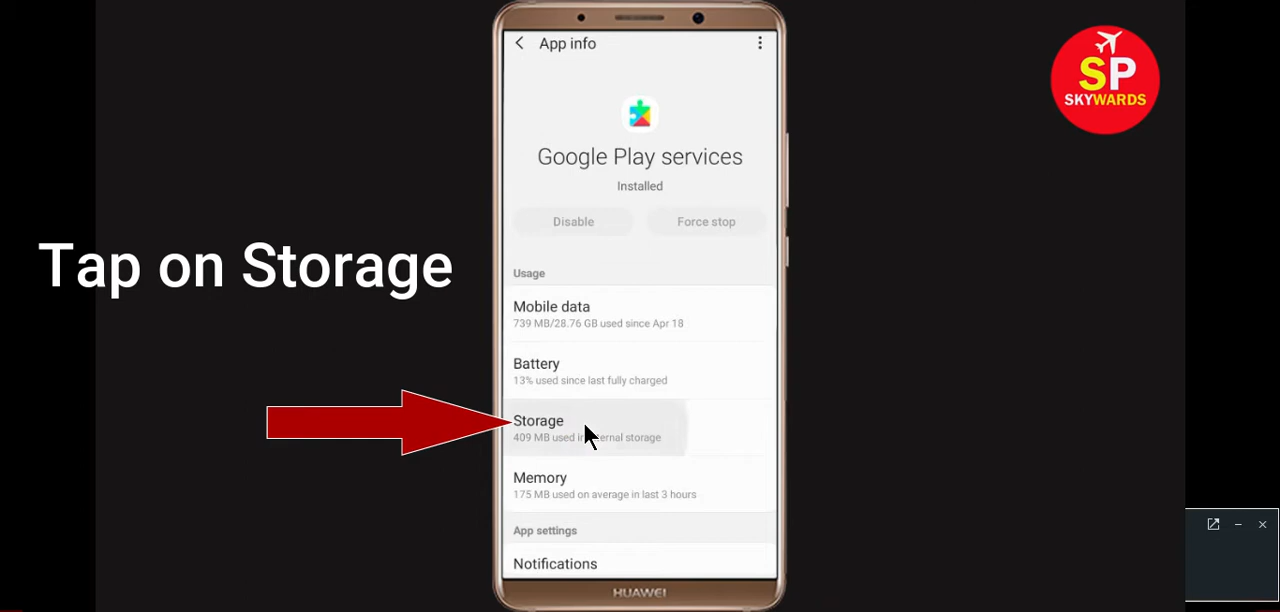 App info
SP
SKYWARDS
Google Play services
Installed
Disable
Force stop
Tap on Storage
Usage
Mobile data
739 MB/28.76 GB used since Apr 18
Battery
13% used since last fully charged
Storage
409 MB used in internal storage
Memory
175 MB used on average in last 3 hours
App settings
Notifications
HUAWEI